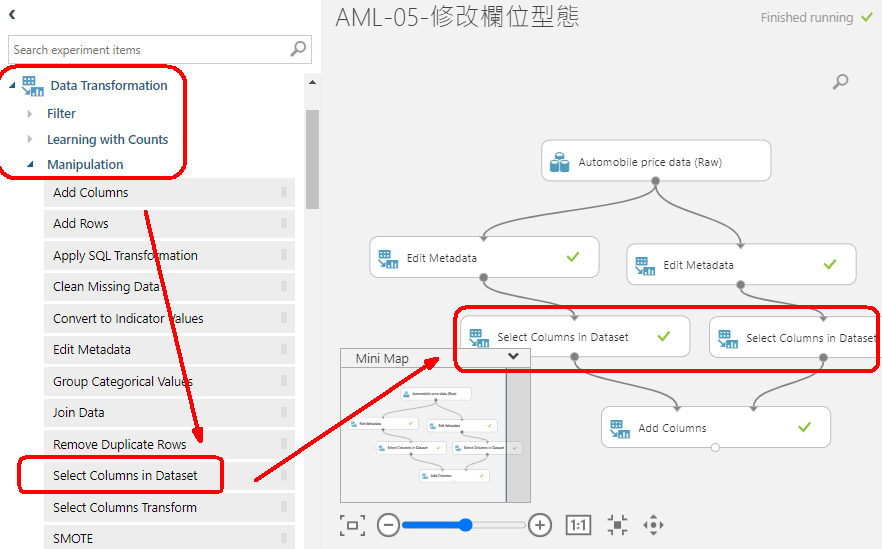 AML-05-修改欄位型態
Finished running
Search experiment items
Data Transformation
Filter
Learning with Counts
Manipulation
Add Columns
Add Rows
Apply SQL Transformation
Clean Missing Data
Convert to Indicator Values
Edit Metadata
Group Categorical Values
Join Data
Remove Duplicate Rows
Select Columns in Dataset
Select Columns Transform
SMOTE
Automobile price data (Raw)
Edit Metadata
Edit Metadata
Select Columns in Dataset
Select Columns in Dataset
Add Columns
Mini Map
Automobile price data (Raw)
Edit Metadata
Edit Metadata
Select Columns in Dataset
Select Columns in Dataset
Add Columns
1:1